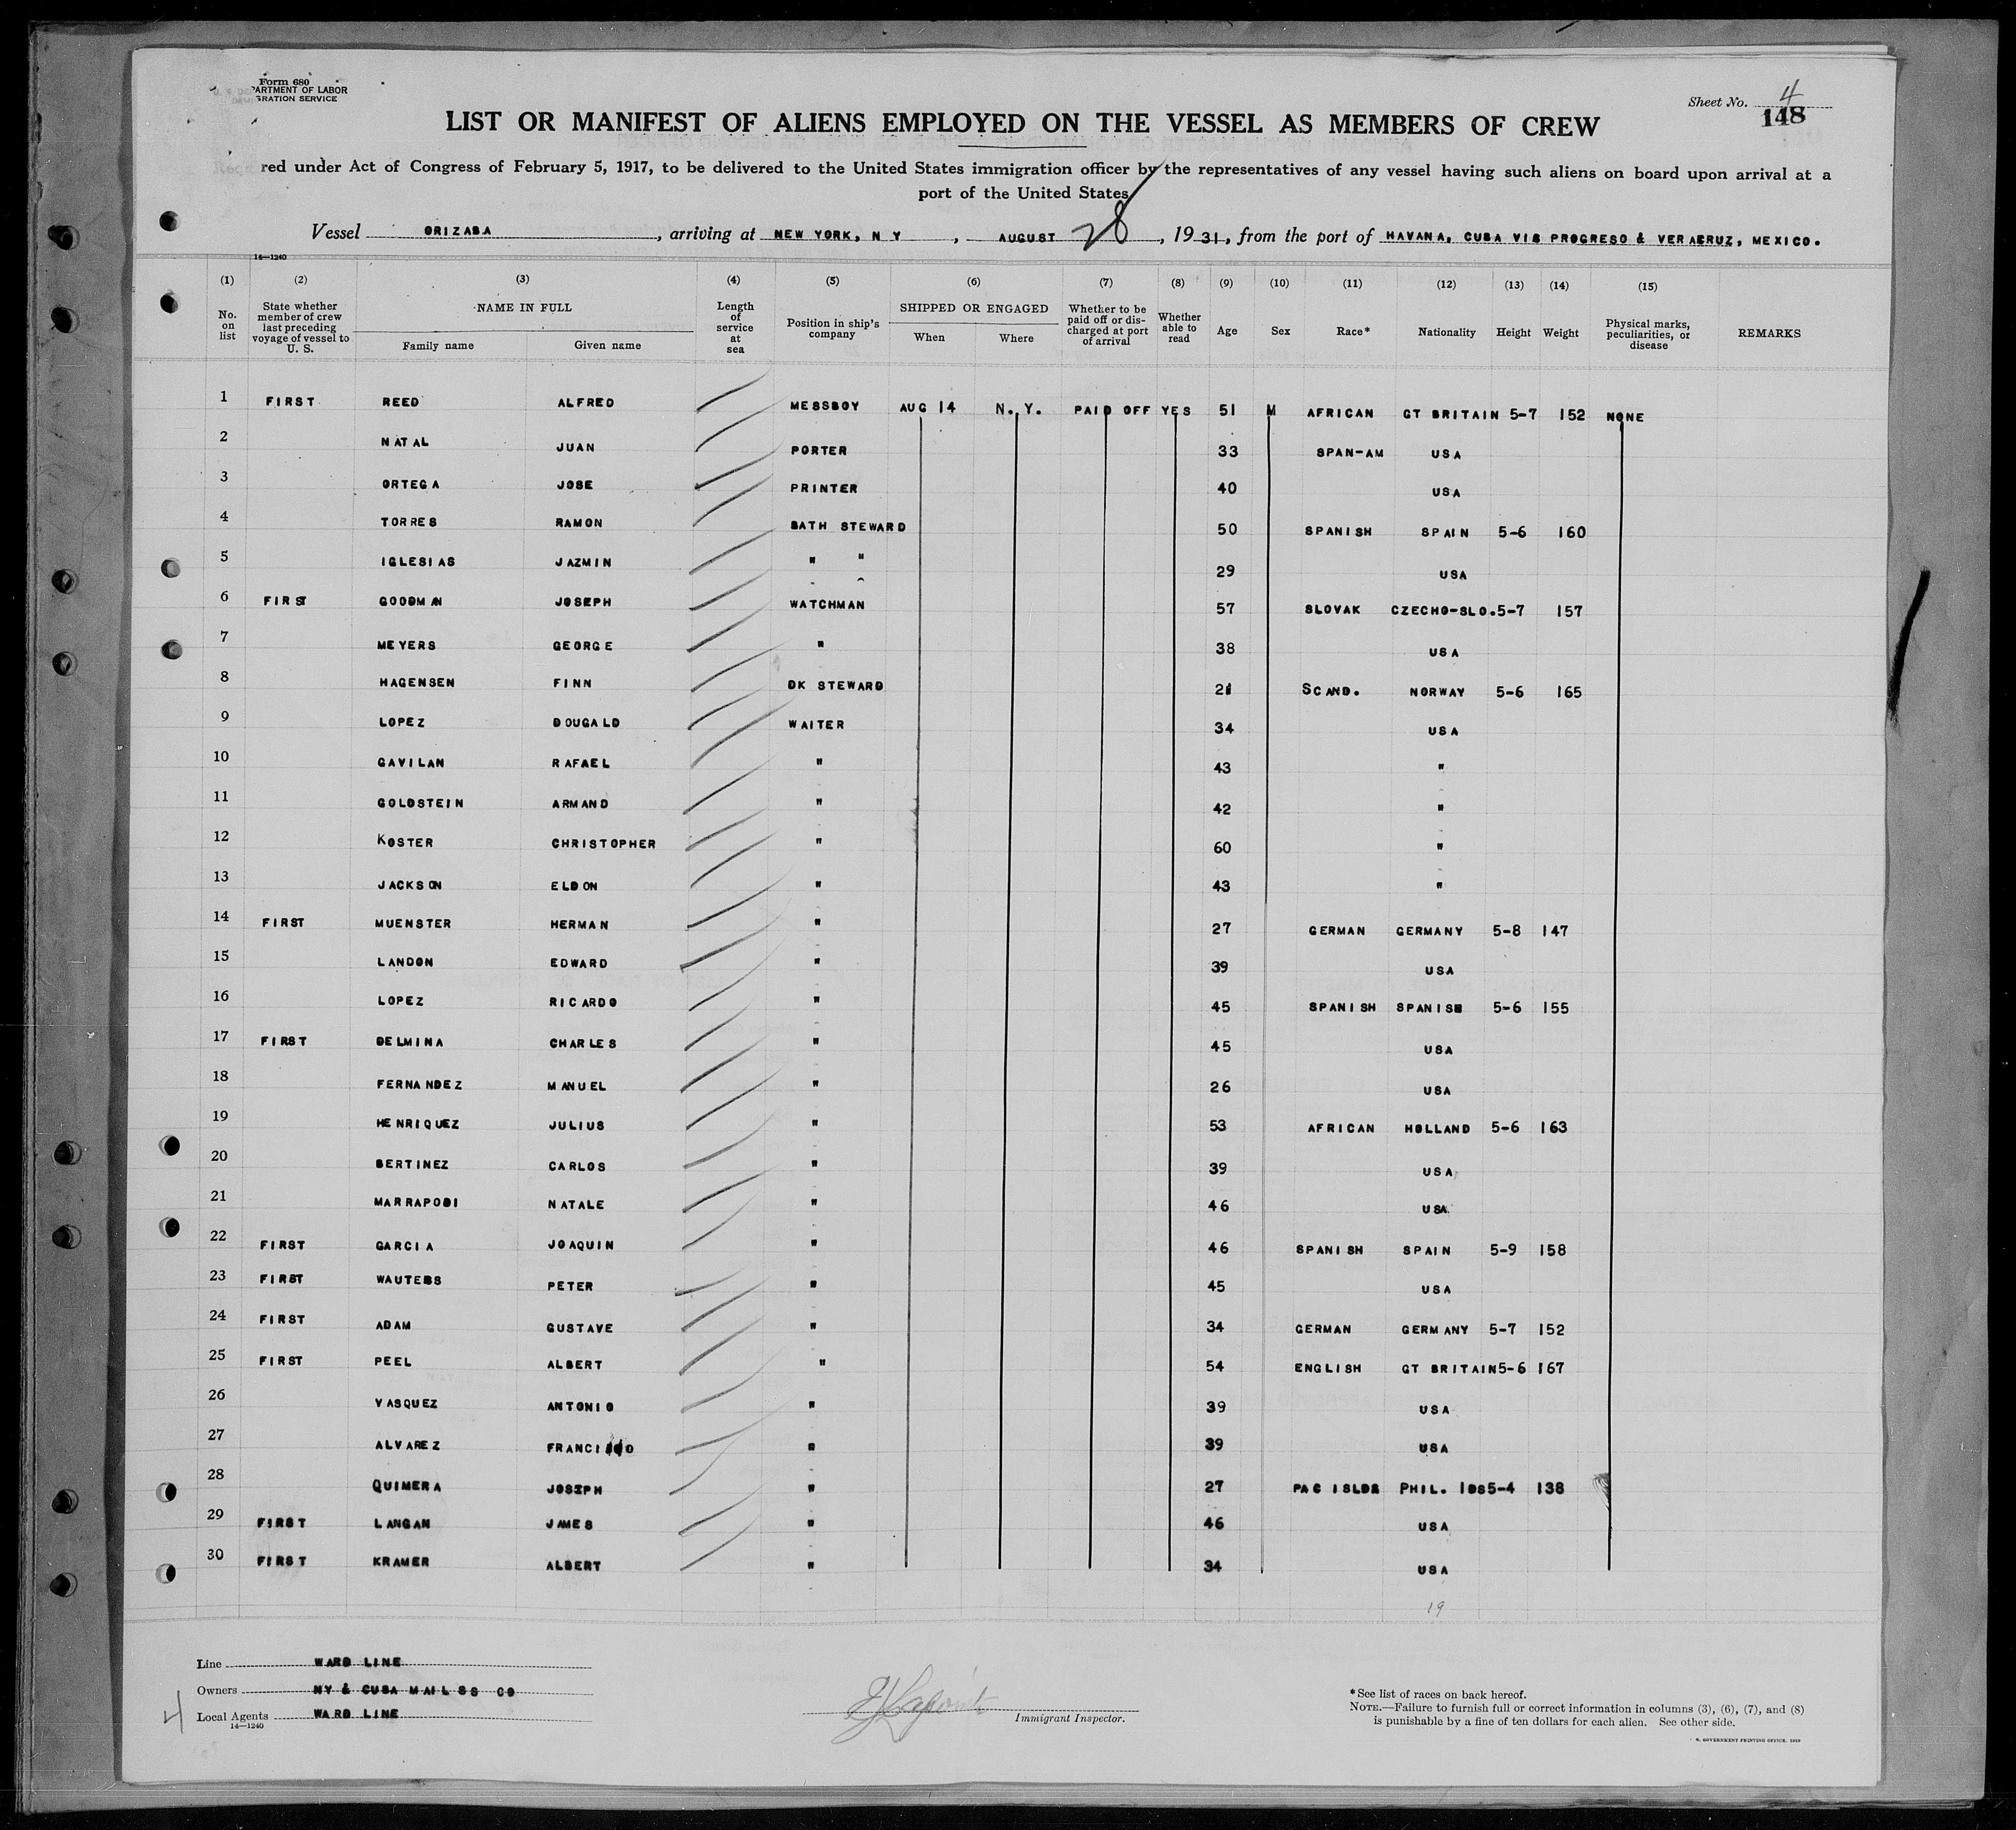 Form 680
PARTMENT OF LABOR
GRATION SERVICE
Sheet No. 4
148
LIST OR MANIFEST OF ALIENS EMPLOYED ON THE VESSEL AS MEMBERS OF CREW
red under Act of Congress of February 5, 1917, to be delivered to the United States immigration officer by the representatives of any vessel having such aliens on board upon arrival at a
port of the United States
Vessel ORIZABA, arriving at NEW YORK, N Y, AUGUST 28, 1931, from the port of HAVANA, CUBA VIS PROGRESO & VERACRUZ, MEXICO.
14—1240
(1) (2) (3) (4) (5) (6) (7) (8) (9) (10) (11) (12) (13) (14) (15)
No. on list State whether member of crew last preceding voyage of vessel to U. S. NAME IN FULL Family name Given name Length of service at sea Position in ship's company SHIPPED OR ENGAGED When Where Whether to be paid off or discharged at port of arrival Whether able to read Age Sex Race* Nationality Height Weight Physical marks, peculiarities, or disease REMARKS
1 FIRST REED ALFRED MESSBOY AUG 14 N. Y. PAID OFF YES 51 M AFRICAN GT BRITAIN 5-7 152 NONE
2 NATAL JUAN PORTER 33 SPAN-AM USA
3 ORTEGA JOSE PRINTER 40 USA
4 TORRES RAMON BATH STEWARD 50 SPANISH SPAIN 5-6 160
5 IGLESIAS JAZMIN " " 29 USA
6 FIRST GOODMAN JOSEPH WATCHMAN 57 SLOVAK CZECHO-SLO. 5-7 157
7 MEYERS GEORGE " 38 USA
8 HAGENSEN FINN DK STEWARD 21 SCAND. NORWAY 5-6 165
9 LOPEZ DOUGALD WAITER 34 USA
10 GAVILAN RAFAEL " 43 "
11 GOLDSTEIN ARMAND " 42 "
12 KOSTER CHRISTOPHER " 60 "
13 JACKSON ELDON " 43 "
14 FIRST MUENSTER HERMAN " 27 GERMAN GERMANY 5-8 147
15 LANDON EDWARD " 39 USA
16 LOPEZ RICARDO " 45 SPANISH SPANISH 5-6 155
17 FIRST DELMINA CHARLES " 45 USA
18 FERNANDEZ MANUEL " 26 USA
19 HENRIQUEZ JULIUS " 53 AFRICAN HOLLAND 5-6 163
20 BERTINEZ CARLOS " 39 USA
21 MARRAPODI NATALE " 46 USA
22 FIRST GARCIA JOAQUIN " 46 SPANISH SPAIN 5-9 158
23 FIRST WAUTERS PETER " 45 USA
24 FIRST ADAM GUSTAVE " 34 GERMAN GERMANY 5-7 152
25 FIRST PEEL ALBERT " 54 ENGLISH GT BRITAIN 5-6 167
26 VASQUEZ ANTONIO " 39 USA
27 ALVAREZ " 39 USA
28 QUIMERA JOSEPH " 27 PAC ISLDR PHIL. IDS 5-4 138
29 FIRST LANGAN JAMES " 46 USA
30 FIRST KRAMER ALBERT " 34 USA
19
Line WARD LINE
Owners NY & CUBA MAIL SS CO
Local Agents WARD LINE
14—1240
4
Immigrant Inspector.
*See list of races on back hereof.
NOTE.—Failure to furnish full or correct information in columns (3), (6), (7), and (8)
is punishable by a fine of ten dollars for each alien. See other side.
S. GOVERNMENT PRINTING OFFICE. 1919